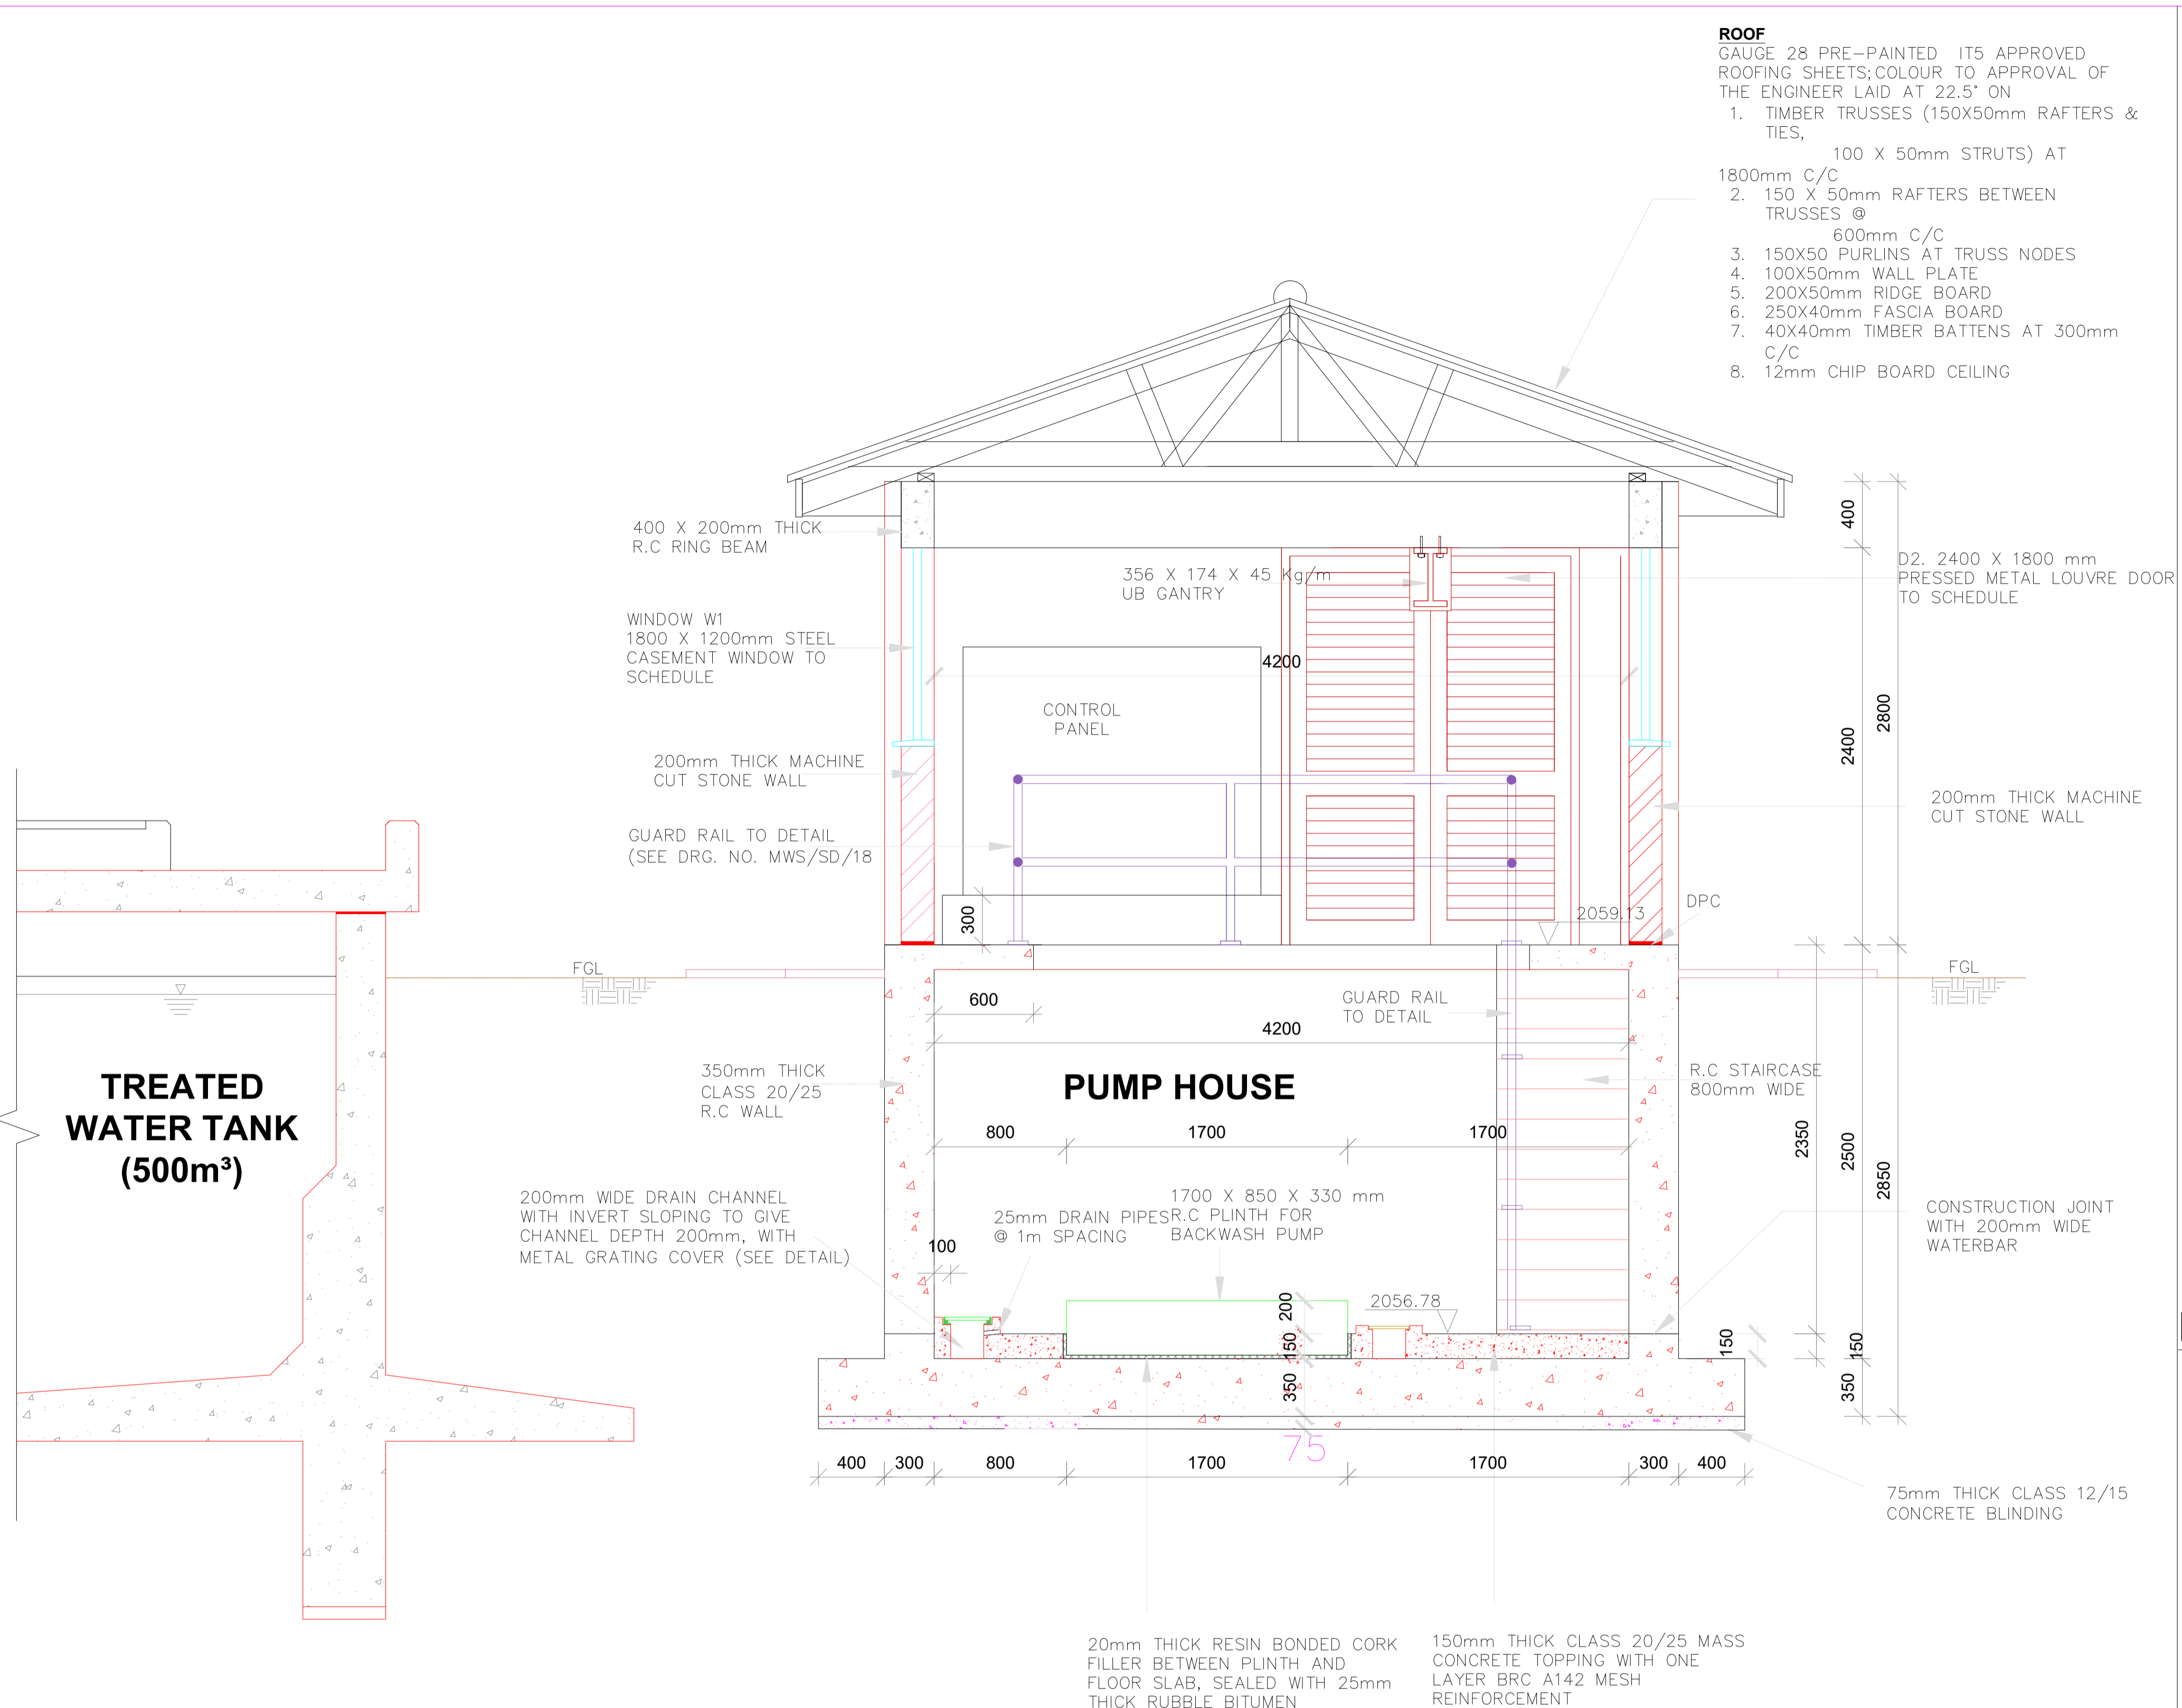 ROOF
GAUGE 28 PRE-PAINTED IT5 APPROVED
ROOFING SHEETS; COLOUR TO APPROVAL OF
THE ENGINEER LAID AT 22.5° ON
1. TIMBER TRUSSES (150X50mm RAFTERS &
TIES,
100 X 50mm STRUTS) AT
1800mm C/C
2. 150 X 50mm RAFTERS BETWEEN
TRUSSES @
600mm C/C
3. 150X50 PURLINS AT TRUSS NODES
4. 100X50mm WALL PLATE
5. 200X50mm RIDGE BOARD
6. 250X40mm FASCIA BOARD
7. 40X40mm TIMBER BATTENS AT 300mm
C/C
8. 12mm CHIP BOARD CEILING
400 X 200mm THICK
R.C RING BEAM
356 X 174 X 45 Kg/m
UB GANTRY
400
D2. 2400 X 1800 mm
PRESSED METAL LOUVRE DOOR
TO SCHEDULE
WINDOW W1
1800 X 1200mm STEEL
CASEMENT WINDOW TO
SCHEDULE
4200
CONTROL
PANEL
2800
2400
200mm THICK MACHINE
CUT STONE WALL
200mm THICK MACHINE
CUT STONE WALL
GUARD RAIL TO DETAIL
(SEE DRG. NO. MWS/SD/18
300
2059.13
DPC
FGL
FGL
600
GUARD RAIL
TO DETAIL
4200
350mm THICK
CLASS 20/25
R.C WALL
PUMP HOUSE
R.C STAIRCASE
800mm WIDE
TREATED
WATER TANK
(500m³)
800
1700
1700
2350
2500
2850
200mm WIDE DRAIN CHANNEL
WITH INVERT SLOPING TO GIVE
CHANNEL DEPTH 200mm, WITH
METAL GRATING COVER (SEE DETAIL)
25mm DRAIN PIPES
@ 1m SPACING
1700 X 850 X 330 mm
R.C PLINTH FOR
BACKWASH PUMP
CONSTRUCTION JOINT
WITH 200mm WIDE
WATERBAR
100
200
2056.78
150
150
150
350
350
75
400
300
800
1700
1700
300
400
75mm THICK CLASS 12/15
CONCRETE BLINDING
20mm THICK RESIN BONDED CORK
FILLER BETWEEN PLINTH AND
FLOOR SLAB, SEALED WITH 25mm
THICK RUBBLE BITUMEN
150mm THICK CLASS 20/25 MASS
CONCRETE TOPPING WITH ONE
LAYER BRC A142 MESH
REINFORCEMENT